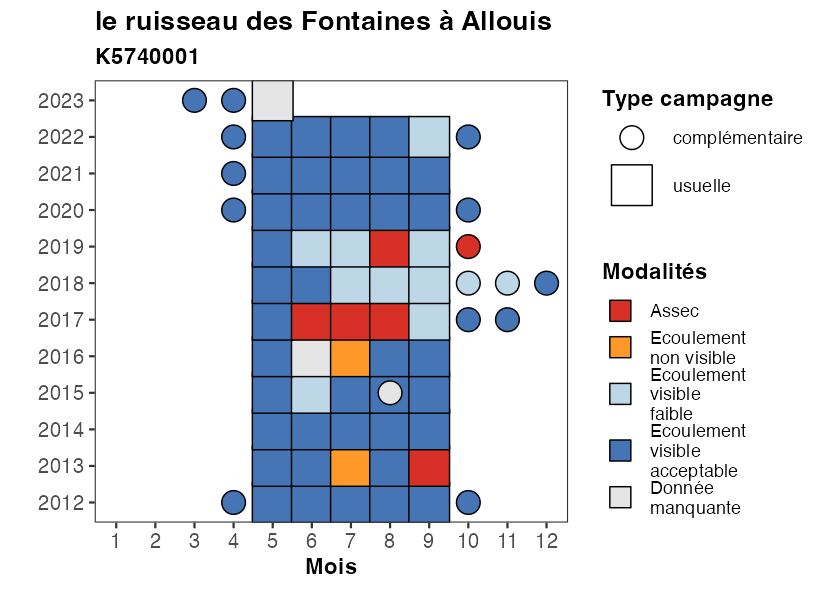 le ruisseau des Fontaines à Allouis
K5740001
2023
2022
2021
2020
2019
2018
2017
2016
2015
2014
2013
2012
1 2 3 4 5 6 7 8 9 10 11 12
Mois
Type campagne
complémentaire
usuelle
Modalités
Assec
Ecoulement
non visible
Ecoulement
visible
faible
Ecoulement
visible
acceptable
Donnée
manquante